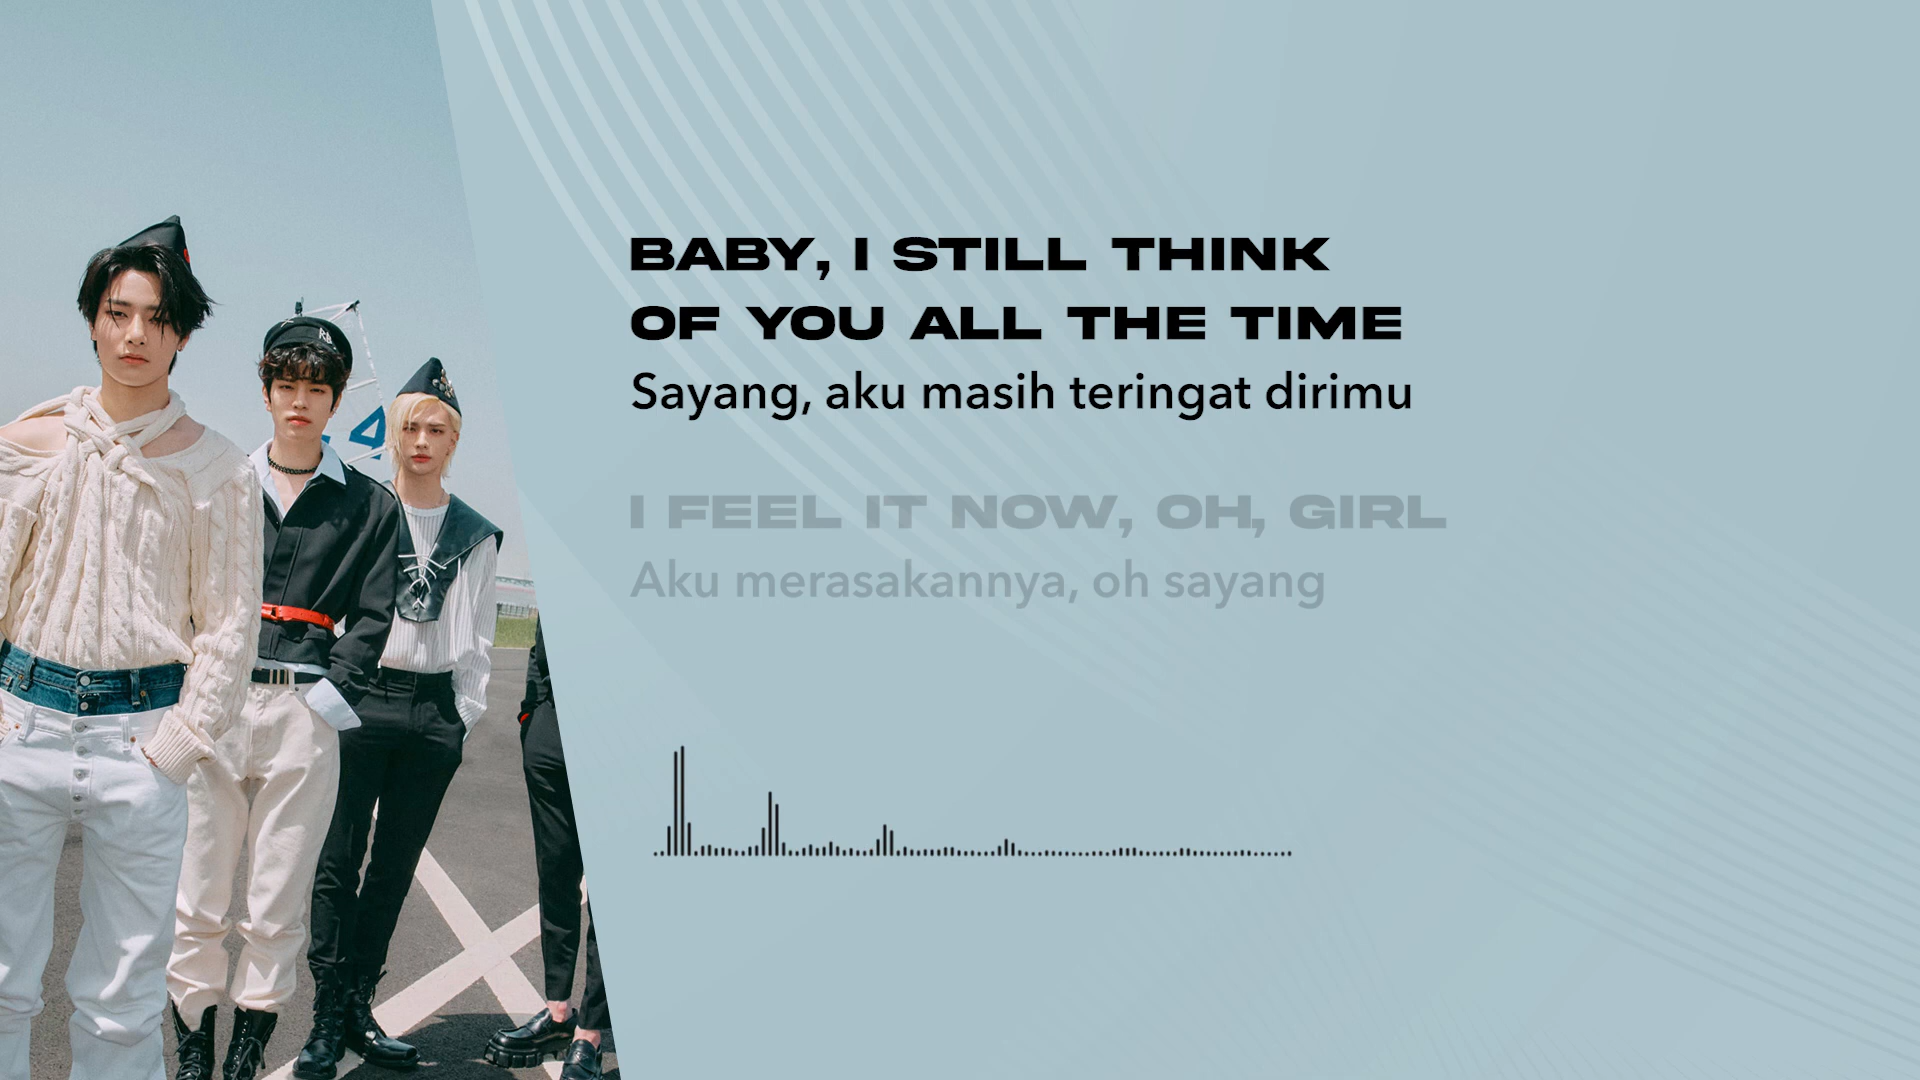 BABY, I STILL THINK
OF YOU ALL THE TIME
Sayang, aku masih teringat dirimu
I FEEL IT NOW, OH, GIRL
Aku merasakannya, oh sayang
4